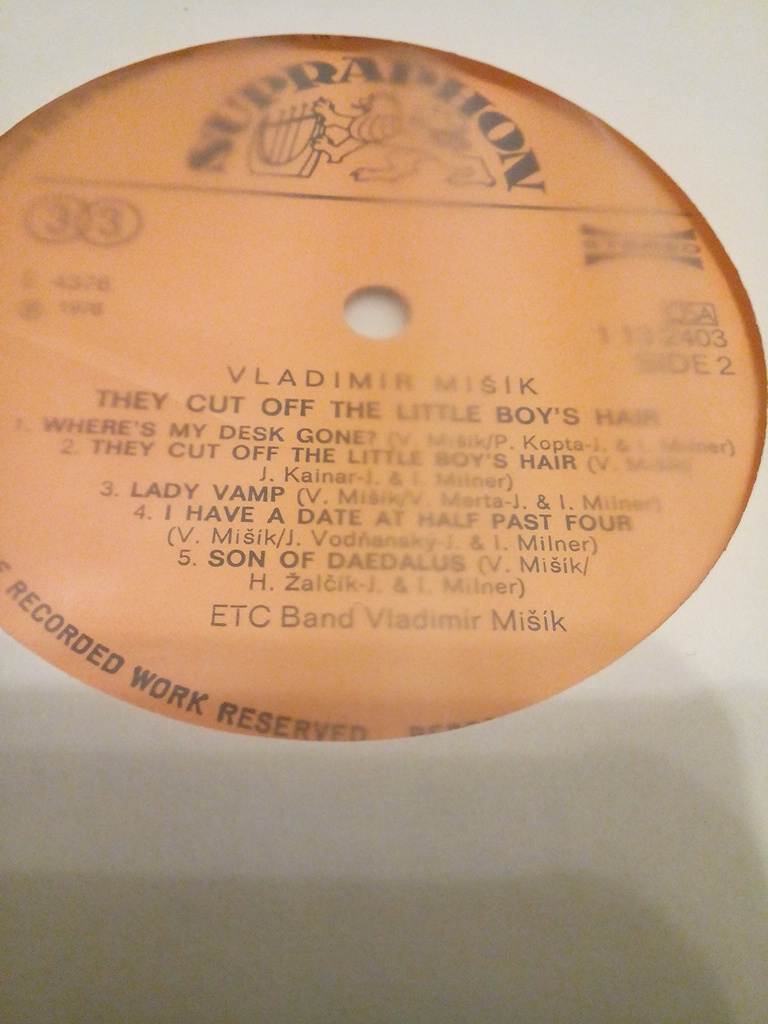 SUPRAPHON
33
STEREO
1976
1 13 2403
SIDE 2
VLADIMIR MIŠÍK
THEY CUT OFF THE LITTLE BOY'S HAIR
1. WHERE'S MY DESK GONE? (V. Mišík/P. Kopta-J. & I. Milner)
2. THEY CUT OFF THE LITTLE BOY'S HAIR (V. Mišík/
J. Kainar-J. & I. Milner)
3. LADY VAMP (V. Mišík/V. Merta-J. & I. Milner)
4. I HAVE A DATE AT HALF PAST FOUR
(V. Mišík/J. Vodňanský-J. & I. Milner)
5. SON OF DAEDALUS (V. Mišík/
H. Žalčík-J. & I. Milner)
ETC Band Vladimír Mišík
RECORDED WORK RESERVED